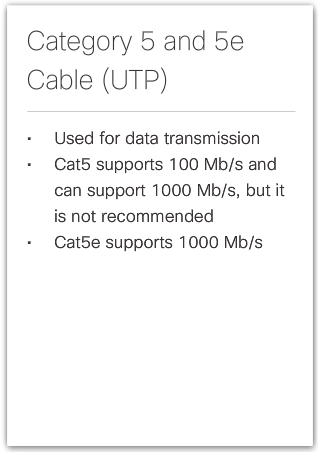 Category 5 and 5e
Cable (UTP)
· Used for data transmission
· Cat5 supports 100 Mb/s and
can support 1000 Mb/s, but it
is not recommended
· Cat5e supports 1000 Mb/s